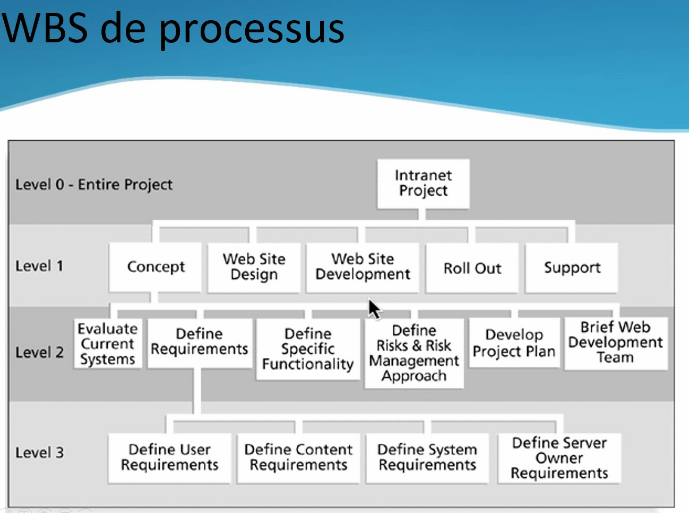 WBS de processus
Level 0 - Entire Project
Intranet
Project
Level 1
Concept
Web Site
Design
Web Site
Development
Roll Out
Support
Level 2
Evaluate
Current
Systems
Define
Requirements
Define
Specific
Functionality
Define
Risks & Risk
Management
Approach
Develop
Project Plan
Brief Web
Development
Team
Level 3
Define User
Requirements
Define Content
Requirements
Define System
Requirements
Define Server
Owner
Requirements